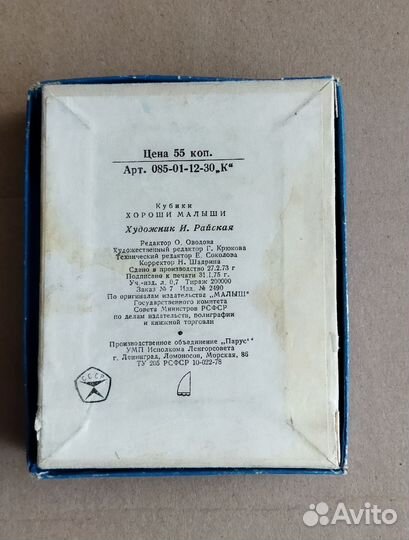 Цена 55 коп.
Арт. 085-01-12-30„К“
Кубики
ХОРОШИ МАЛЫШИ
Художник И. Райская
Редактор О. Оводова
Художественный редактор Г. Крюкова
Технический редактор Е. Соколова
Корректор Н. Шадрина
Сдано в производство 27.2.73 г
Подписано к печати 31.I.75 г.
Уч.-изд. л. 0,7 Тираж 200000
Заказ № 7 Изд. № 2490
По оригиналам издательства „МАЛЫШ“
Государственного комитета
Совета Министров РСФСР
по делам издательств, полиграфии
и книжной торговли
Производственное объединение „Парус“
УМП Исполкома Ленгорсовета
г. Ленинград, Ломоносов, Морская, 86
ТУ 205 РСФСР 10-022-78
СССР
Avito